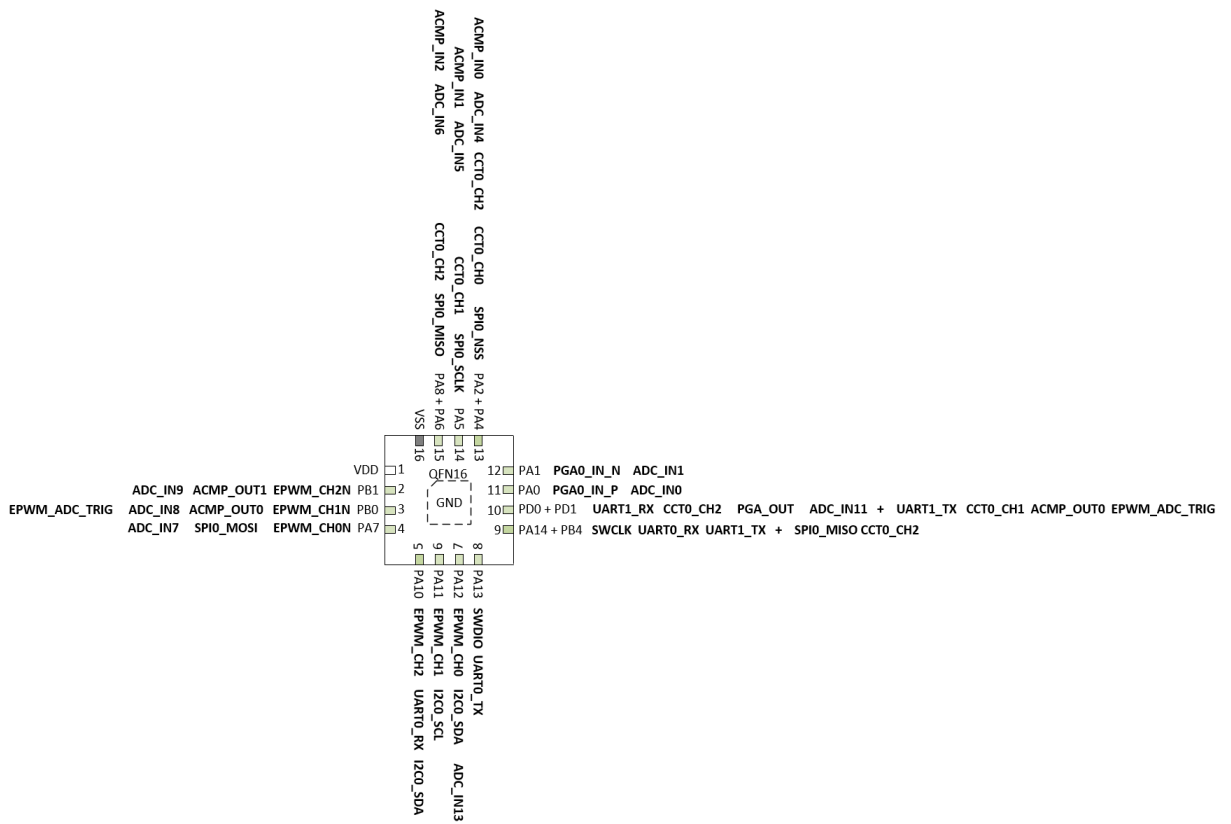 ACMP_IN2 ADC_IN6 CCT0_CH2 SPI0_MISO PA8 + PA6 15
ACMP_IN1 ADC_IN5 CCT0_CH1 SPI0_SCLK PA5 14
ACMP_IN0 ADC_IN4 CCT0_CH2 CCT0_CH0 SPI0_NSS PA2 + PA4 13
VSS 16
QFN16
GND
VDD 1
ADC_IN9 ACMP_OUT1 EPWM_CH2N PB1 2
EPWM_ADC_TRIG ADC_IN8 ACMP_OUT0 EPWM_CH1N PB0 3
ADC_IN7 SPI0_MOSI EPWM_CH0N PA7 4
12 PA1 PGA0_IN_N ADC_IN1
11 PA0 PGA0_IN_P ADC_IN0
10 PD0 + PD1 UART1_RX CCT0_CH2 PGA_OUT ADC_IN11 + UART1_TX CCT0_CH1 ACMP_OUT0 EPWM_ADC_TRIG
9 PA14 + PB4 SWCLK UART0_RX UART1_TX + SPI0_MISO CCT0_CH2
5 PA10 EPWM_CH2 UART0_RX I2C0_SDA
6 PA11 EPWM_CH1 I2C0_SCL
7 PA12 EPWM_CH0 I2C0_SDA ADC_IN13
8 PA13 SWDIO UART0_TX